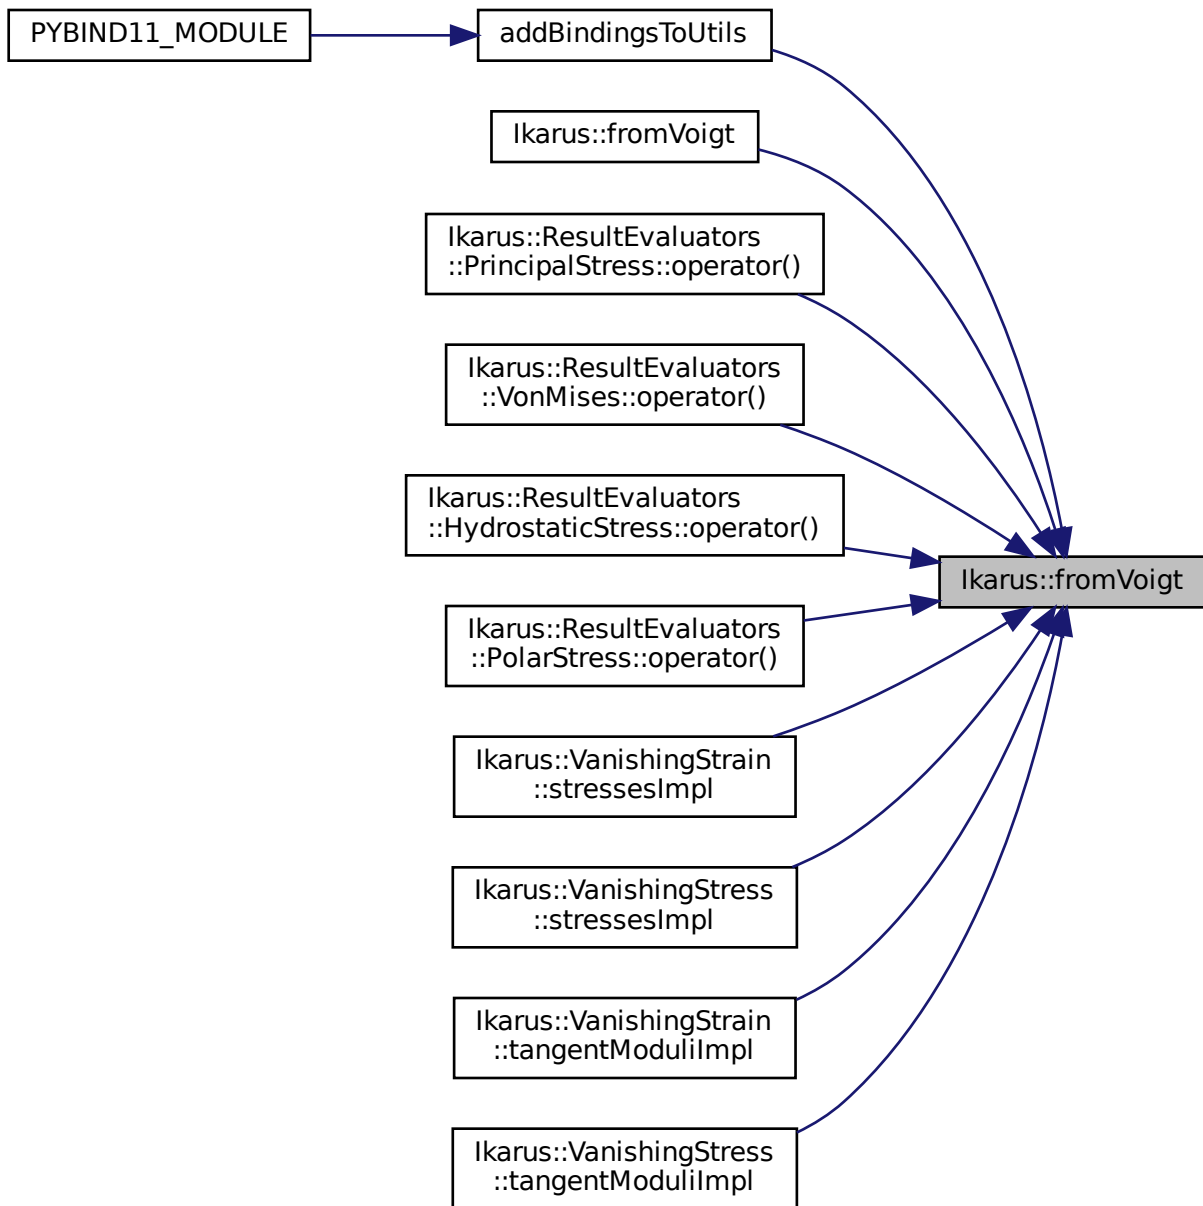 PYBIND11_MODULE
addBindingsToUtils
Ikarus::fromVoigt
Ikarus::ResultEvaluators
::PrincipalStress::operator()
Ikarus::ResultEvaluators
::VonMises::operator()
Ikarus::ResultEvaluators
::HydrostaticStress::operator()
Ikarus::fromVoigt
Ikarus::ResultEvaluators
::PolarStress::operator()
Ikarus::VanishingStrain
::stressesImpl
Ikarus::VanishingStress
::stressesImpl
Ikarus::VanishingStrain
::tangentModuliImpl
Ikarus::VanishingStress
::tangentModuliImpl